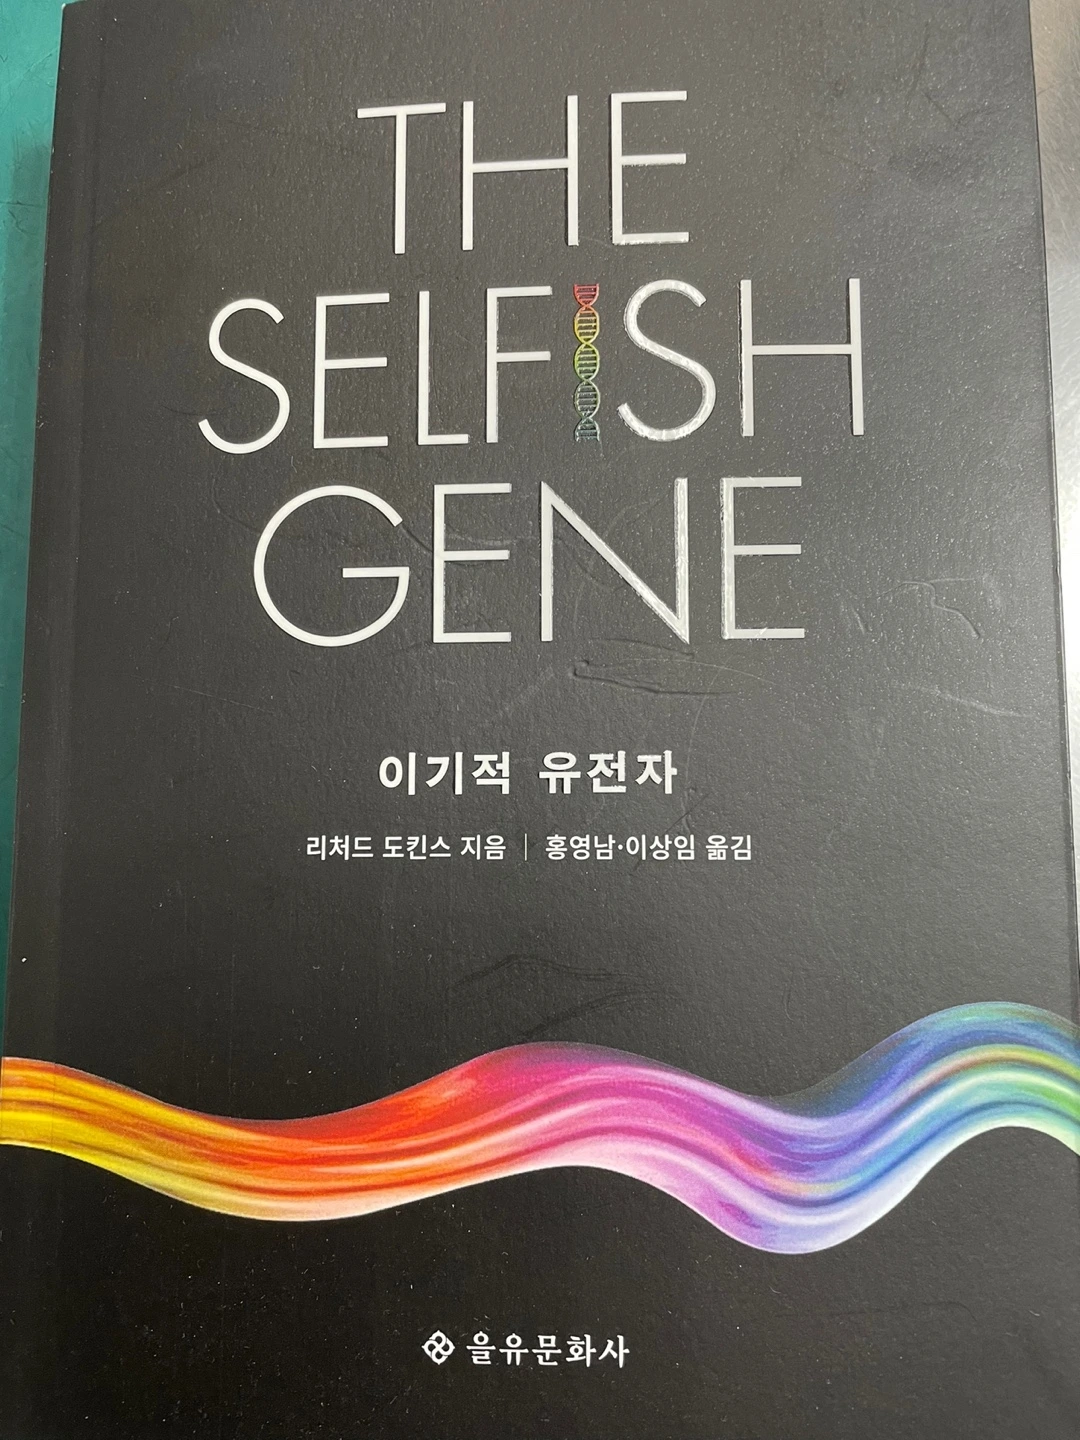 THE
SELFISH
GENE
이기적 유전자
리처드 도킨스 지음 | 홍영남·이상임 옮김
을유문화사